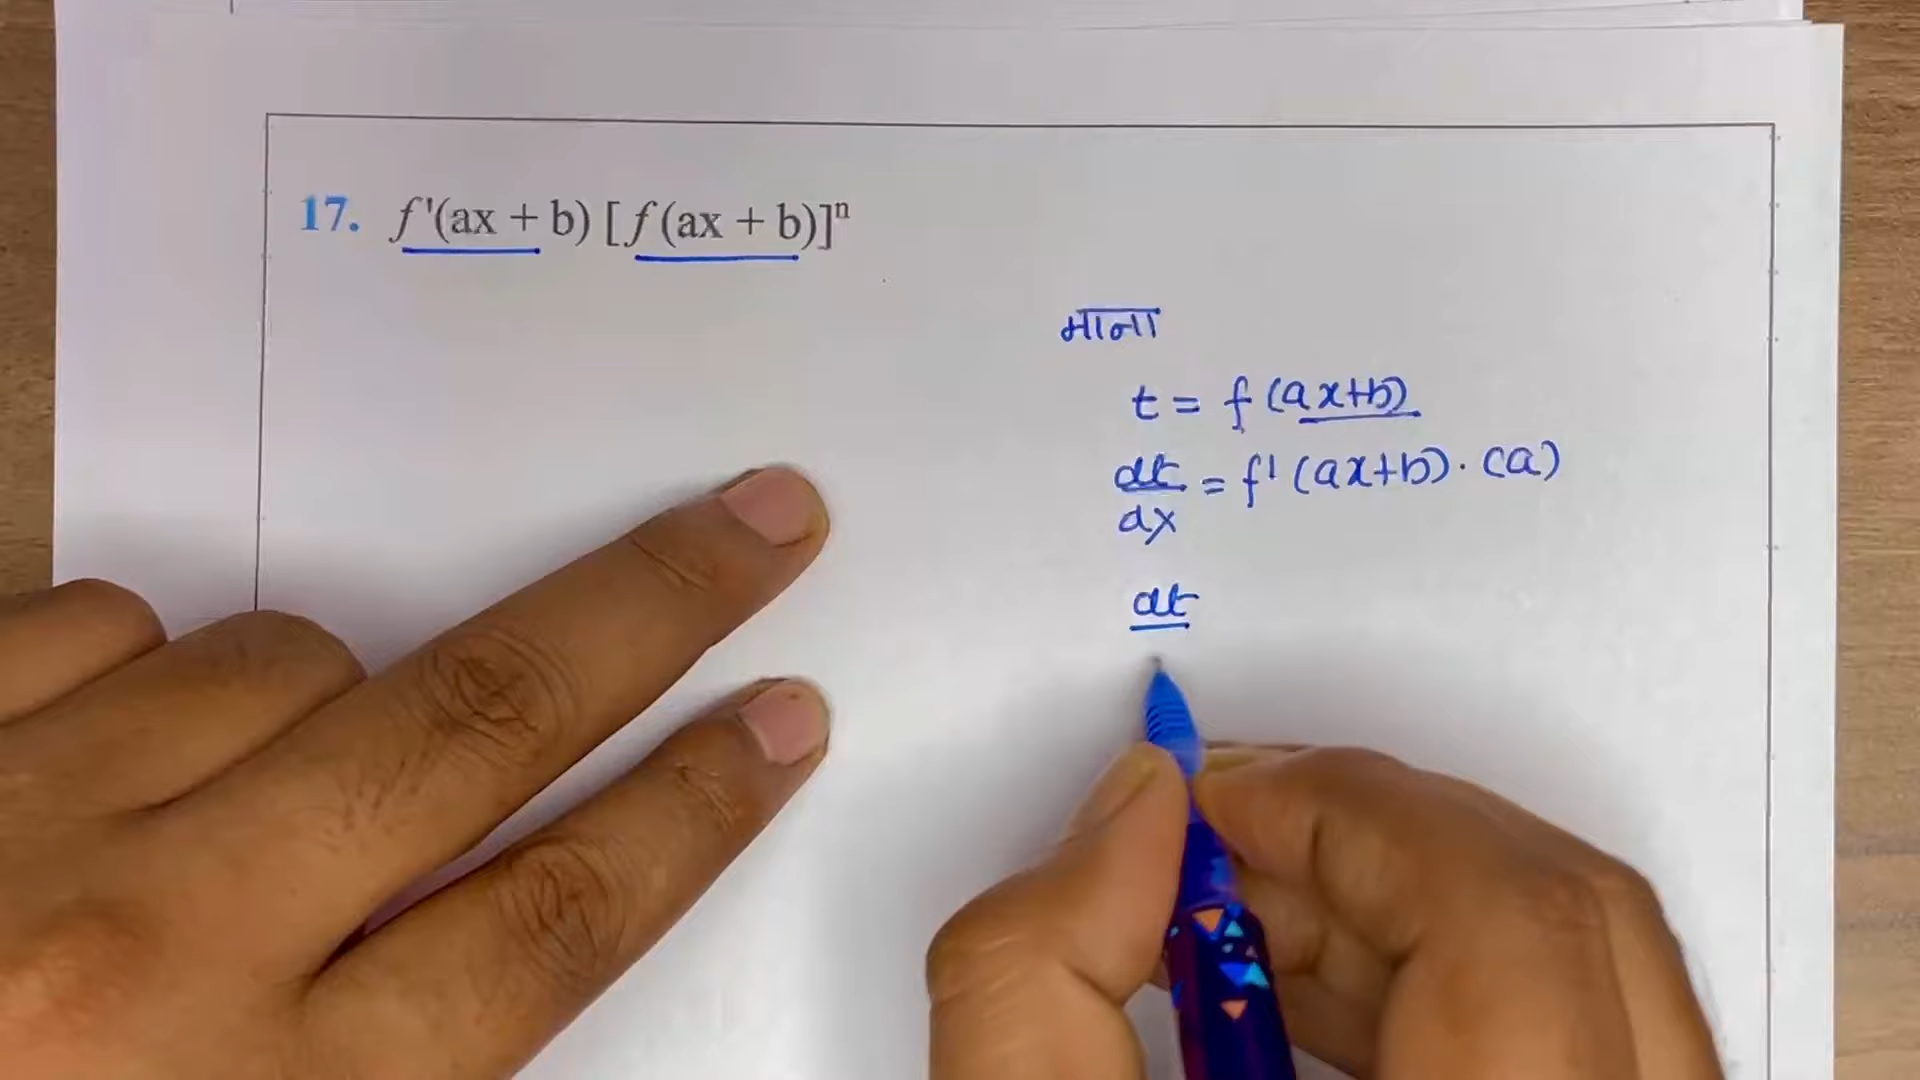 17. f'(ax + b) [f(ax + b)]ⁿ
माना
t = f (ax+b)
dt/dx = f' (ax+b) . (a)
dt